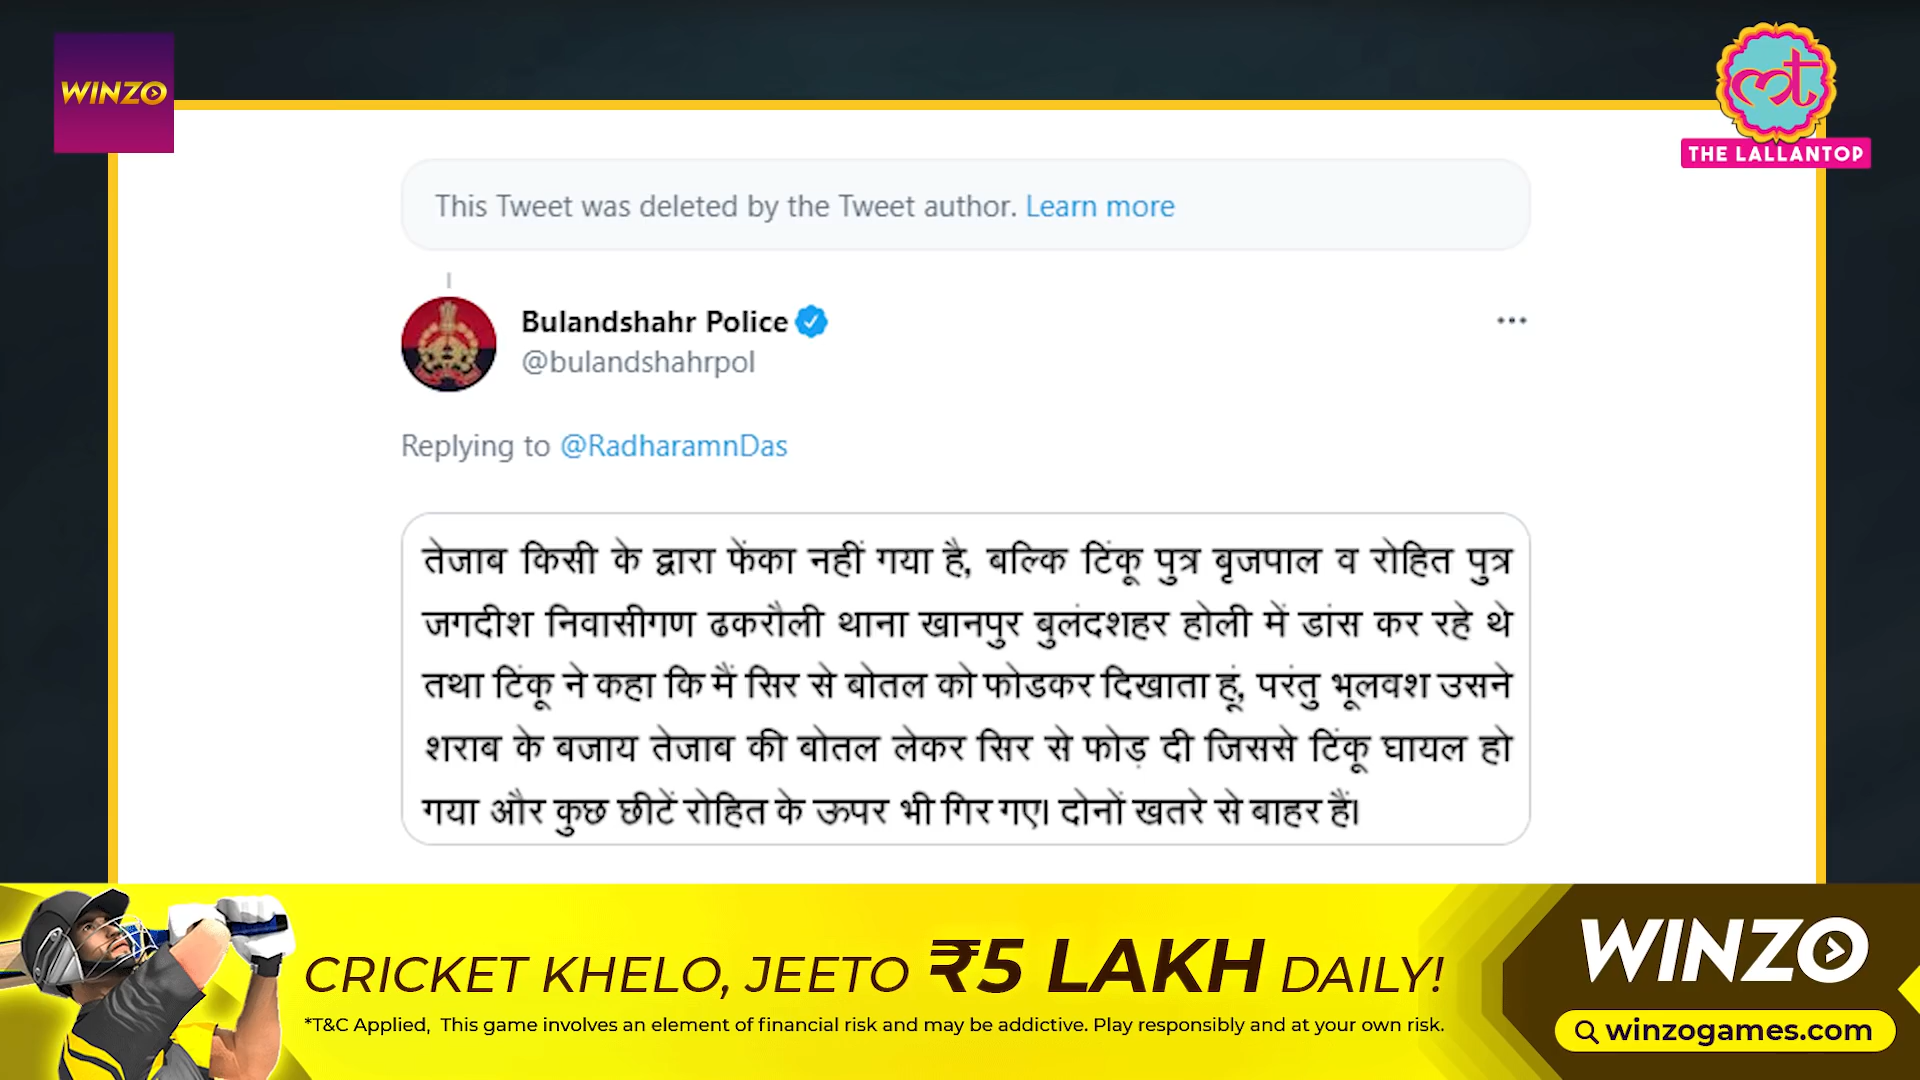 WINZO
THE LALLANTOP
This Tweet was deleted by the Tweet author. Learn more
Bulandshahr Police
@bulandshahrpol
Replying to @RadharamnDas
तेजाब किसी के द्वारा फेंका नहीं गया है, बल्कि टिंकू पुत्र बृजपाल व रोहित पुत्र
जगदीश निवासीगण ढकरौली थाना खानपुर बुलंदशहर होली में डांस कर रहे थे
तथा टिंकू ने कहा कि मैं सिर से बोतल को फोडकर दिखाता हूं, परंतु भूलवश उसने
शराब के बजाय तेजाब की बोतल लेकर सिर से फोड़ दी जिससे टिंकू घायल हो
गया और कुछ छीटें रोहित के ऊपर भी गिर गए। दोनों खतरे से बाहर हैं।
CRICKET KHELO, JEETO ₹5 LAKH DAILY!
*T&C Applied, This game involves an element of financial risk and may be addictive. Play responsibly and at your own risk.
WINZO
winzogames.com